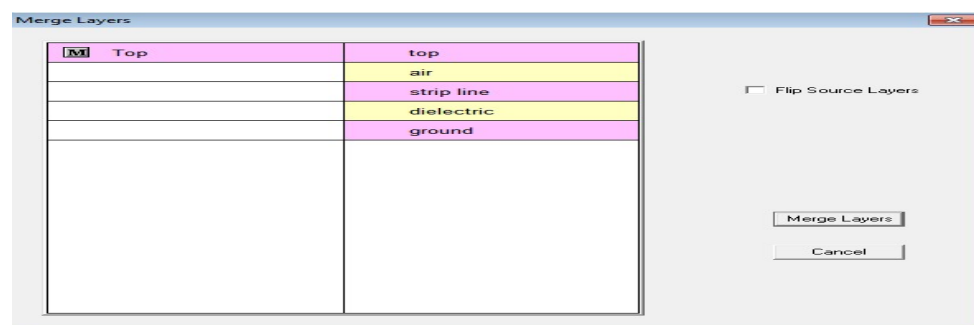 Merge Layers
M Top top
air
strip line
Flip Source Layers
dielectric
ground
Merge Layers
Cancel